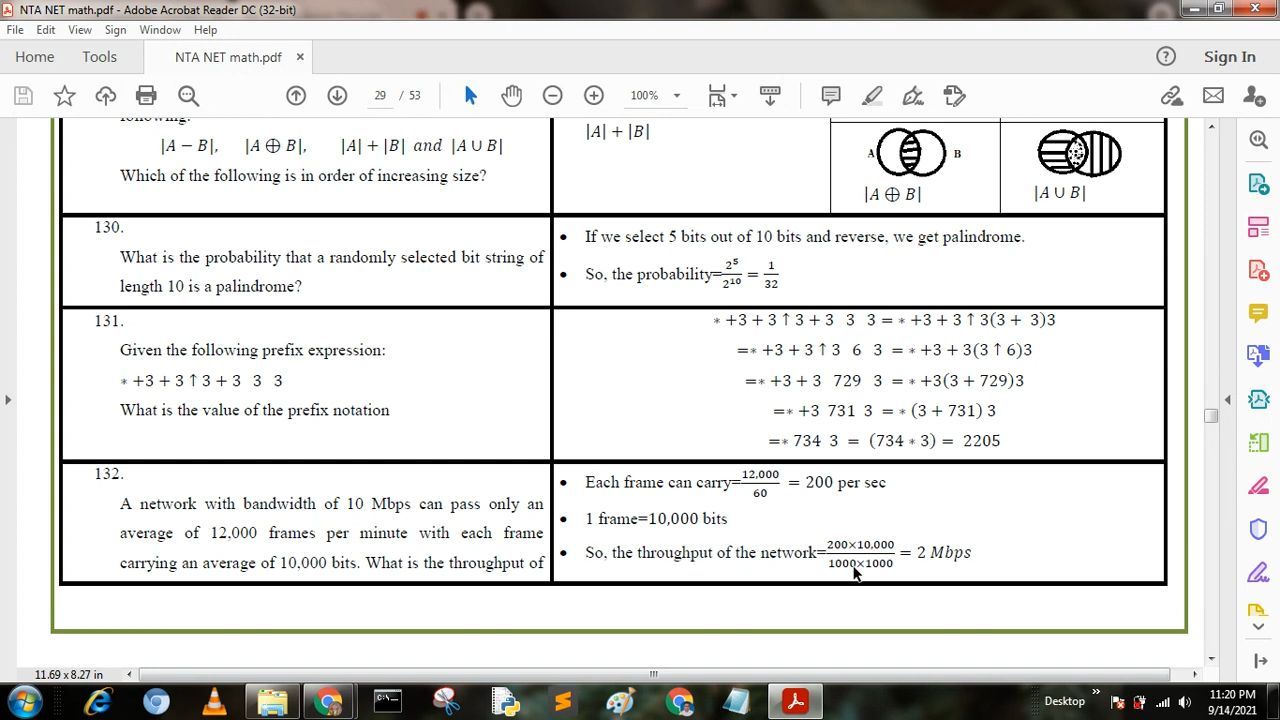 NTA NET math.pdf - Adobe Acrobat Reader DC (32-bit)
File Edit View Sign Window Help
Home Tools NTA NET math.pdf × Sign In
29 / 53 100%
following:
|A − B|, |A ⊕ B|, |A| + |B| and |A ∪ B|
Which of the following is in order of increasing size?
|A| + |B|
A B
|A ⊕ B| |A ∪ B|
130.
What is the probability that a randomly selected bit string of
length 10 is a palindrome?
• If we select 5 bits out of 10 bits and reverse, we get palindrome.
• So, the probability=2⁵/2¹⁰ = 1/32
131.
Given the following prefix expression:
∗ +3 + 3 ↑ 3 + 3 3 3
What is the value of the prefix notation
∗ +3 + 3 ↑ 3 + 3 3 3 = ∗ +3 + 3 ↑ 3(3 + 3)3
=∗ +3 + 3 ↑ 3 6 3 = ∗ +3 + 3(3 ↑ 6)3
=∗ +3 + 3 729 3 = ∗ +3(3 + 729)3
=∗ +3 731 3 = ∗ (3 + 731) 3
=∗ 734 3 = (734 ∗ 3) = 2205
132.
A network with bandwidth of 10 Mbps can pass only an
average of 12,000 frames per minute with each frame
carrying an average of 10,000 bits. What is the throughput of
• Each frame can carry=12,000/60 = 200 per sec
• 1 frame=10,000 bits
• So, the throughput of the network=200×10,000/1000×1000 = 2 Mbps
11.69 x 8.27 in
Desktop » 11:20 PM
9/14/2021